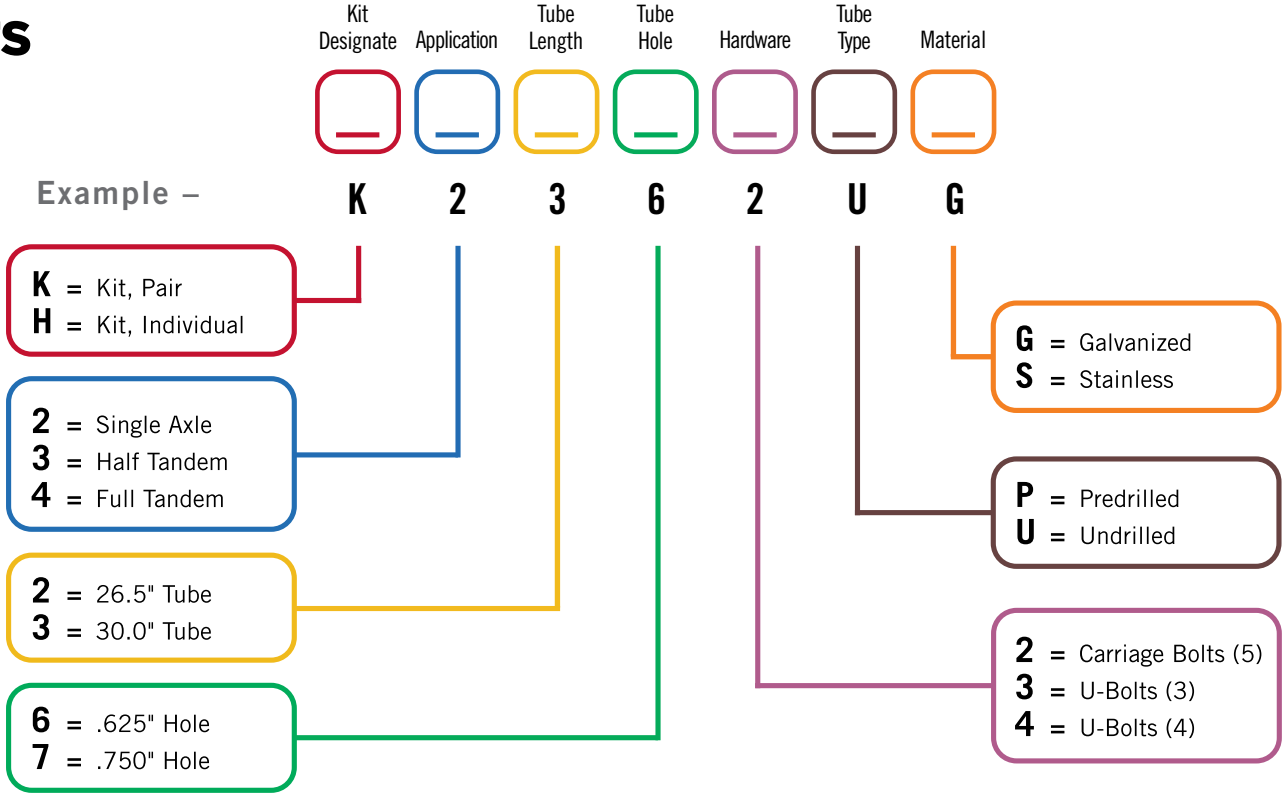 s
Kit Designate
Application
Tube Length
Tube Hole
Hardware
Tube Type
Material
Example – K 2 3 6 2 U G
K = Kit, Pair
H = Kit, Individual
2 = Single Axle
3 = Half Tandem
4 = Full Tandem
2 = 26.5" Tube
3 = 30.0" Tube
6 = .625" Hole
7 = .750" Hole
G = Galvanized
S = Stainless
P = Predrilled
U = Undrilled
2 = Carriage Bolts (5)
3 = U-Bolts (3)
4 = U-Bolts (4)